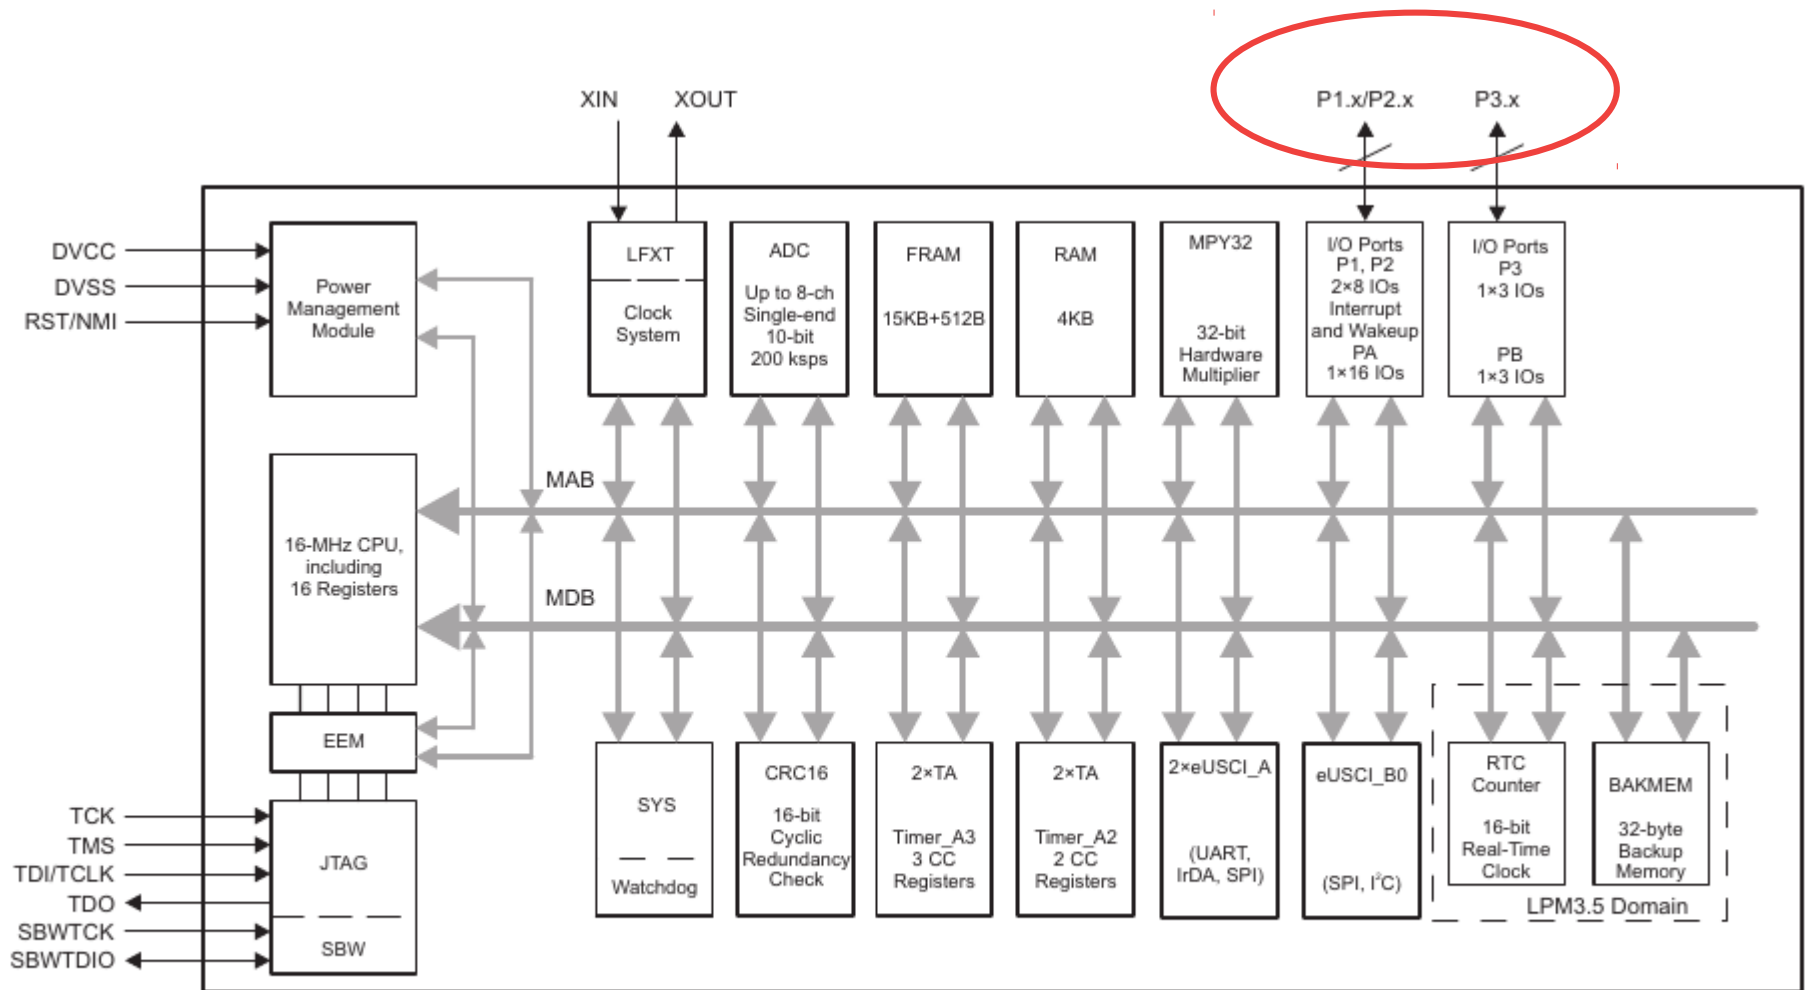 XIN
XOUT
P1.x/P2.x
P3.x
DVCC
DVSS
RST/NMI
Power
Management
Module
LFXT
Clock
System
ADC
Up to 8-ch
Single-end
10-bit
200 ksps
FRAM
15KB+512B
RAM
4KB
MPY32
32-bit
Hardware
Multiplier
I/O Ports
P1, P2
2×8 IOs
Interrupt
and Wakeup
PA
1×16 IOs
I/O Ports
P3
1×3 IOs
PB
1×3 IOs
MAB
16-MHz CPU,
including
16 Registers
MDB
EEM
TCK
TMS
TDI/TCLK
TDO
SBWTCK
SBWTDIO
JTAG
SBW
SYS
Watchdog
CRC16
16-bit
Cyclic
Redundancy
Check
2×TA
Timer_A3
3 CC
Registers
2×TA
Timer_A2
2 CC
Registers
2×eUSCI_A
(UART,
IrDA, SPI)
eUSCI_B0
(SPI, I²C)
RTC
Counter
16-bit
Real-Time
Clock
BAKMEM
32-byte
Backup
Memory
LPM3.5 Domain